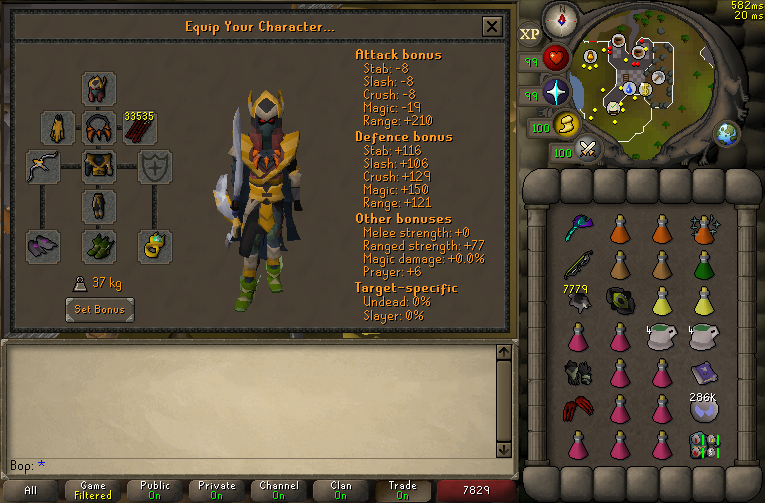 Equip Your Character...
582ms
20 ms
XP
99
99
100
100
33535
Attack bonus
Stab: -8
Slash: -8
Crush: -8
Magic: -19
Range: +210
Defence bonus
Stab: +116
Slash: +106
Crush: +129
Magic: +150
Range: +121
Other bonuses
Melee strength: +0
Ranged strength: +77
Magic damage: +0.0%
Prayer: +6
Target-specific
Undead: 0%
Slayer: 0%
37 kg
Set Bonus
7779
4
4
286K
Bop: *
All
Game
Filtered
Public
On
Private
On
Channel
On
Clan
On
Trade
On
7829